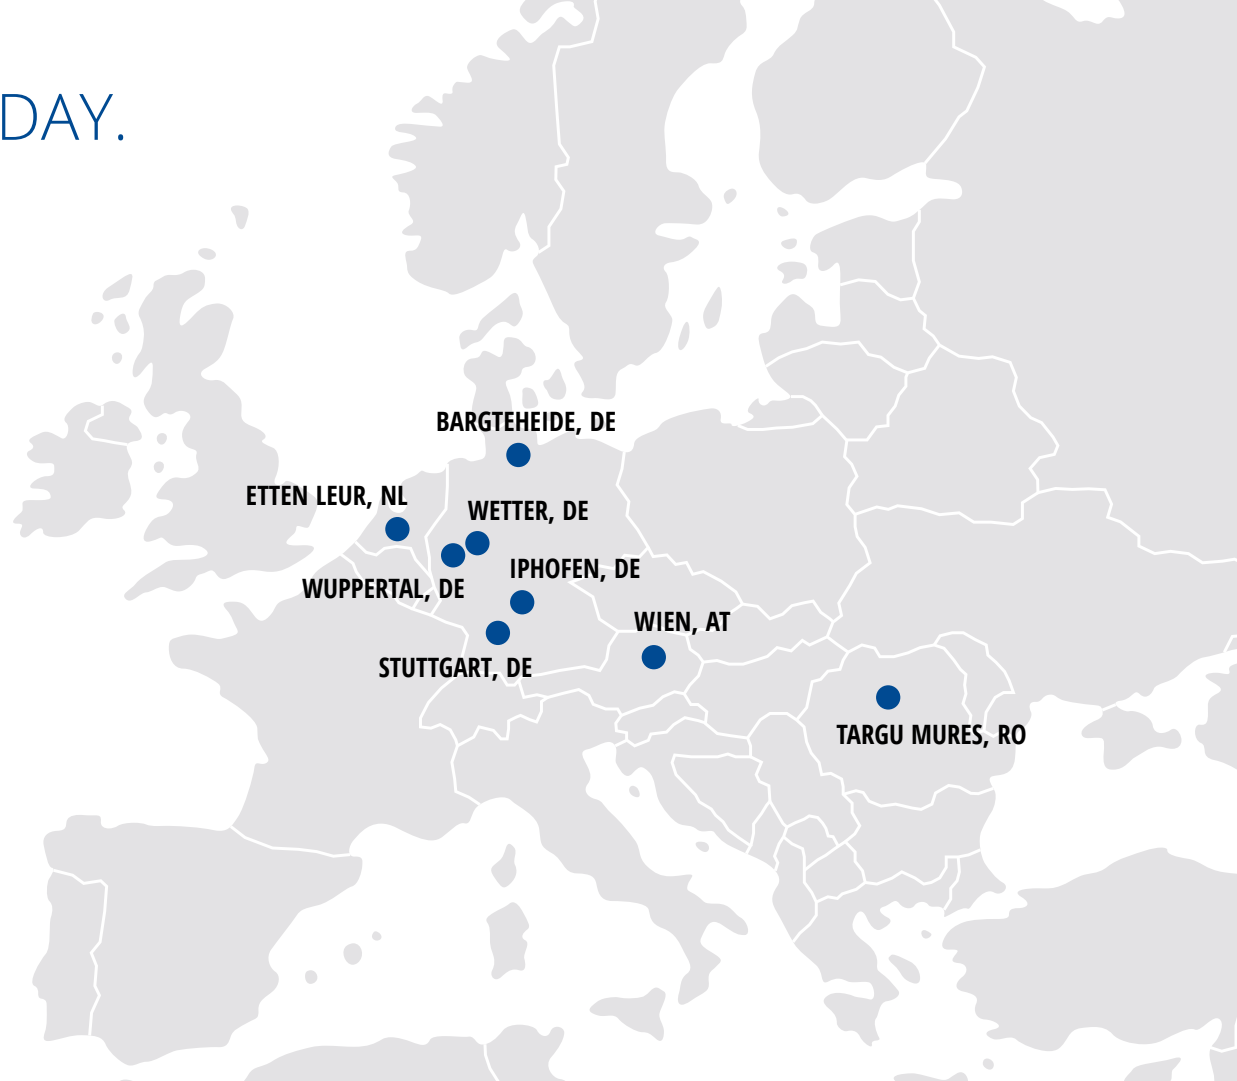 DAY.
BARGTEHEIDE, DE
ETTEN LEUR, NL
WETTER, DE
IPHOFEN, DE
WUPPERTAL, DE
WIEN, AT
STUTTGART, DE
TARGU MURES, RO